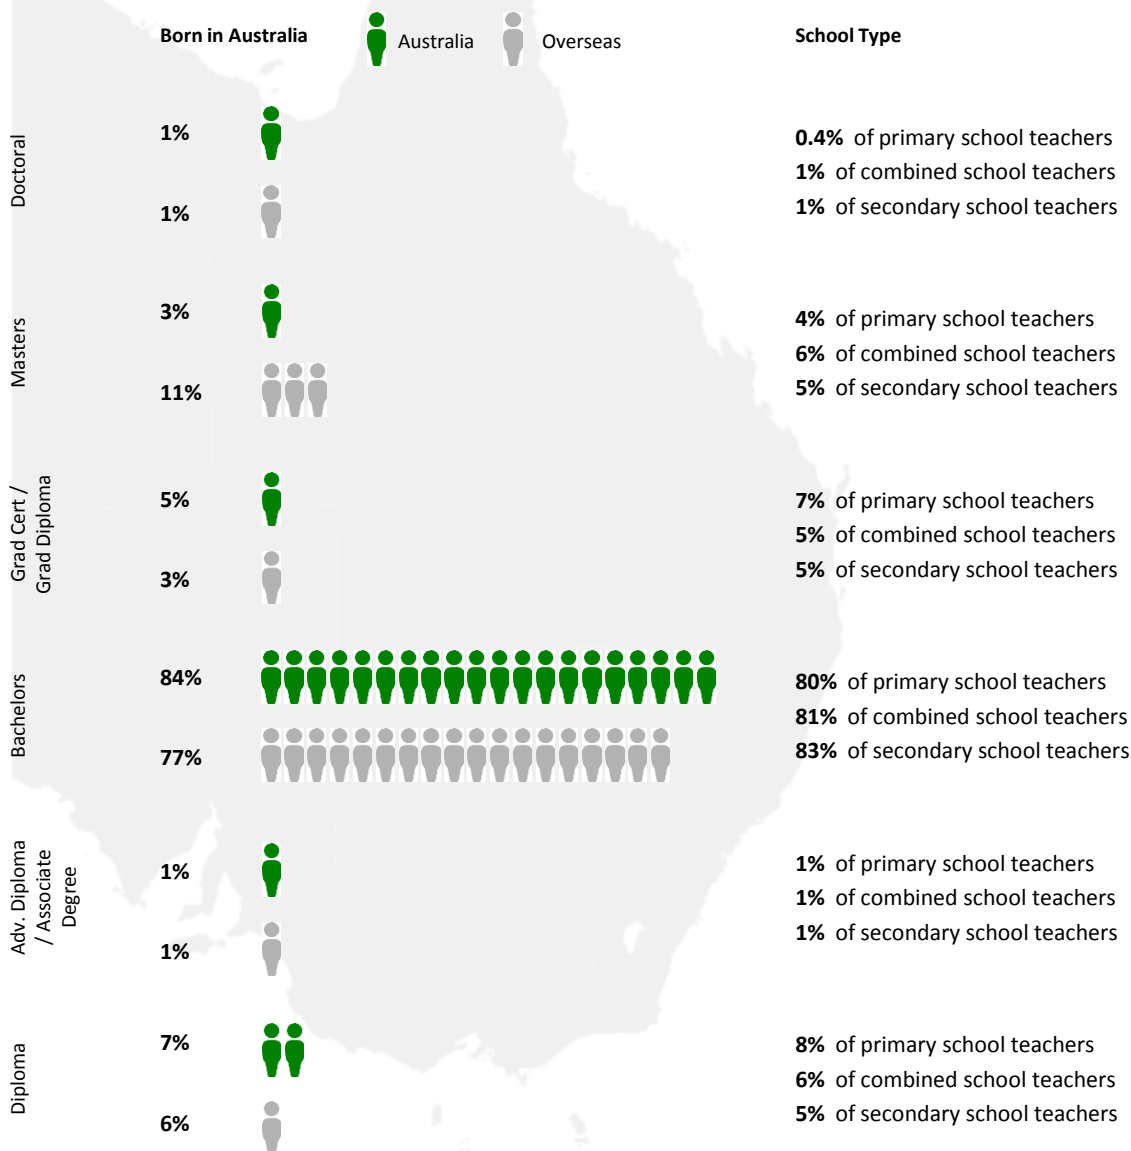 Born in Australia
Australia
Overseas
School Type
Doctoral
1%
1%
0.4% of primary school teachers
1% of combined school teachers
1% of secondary school teachers
Masters
3%
11%
4% of primary school teachers
6% of combined school teachers
5% of secondary school teachers
Grad Cert /
Grad Diploma
5%
3%
7% of primary school teachers
5% of combined school teachers
5% of secondary school teachers
Bachelors
84%
77%
80% of primary school teachers
81% of combined school teachers
83% of secondary school teachers
Adv. Diploma
/ Associate
Degree
1%
1%
1% of primary school teachers
1% of combined school teachers
1% of secondary school teachers
Diploma
7%
6%
8% of primary school teachers
6% of combined school teachers
5% of secondary school teachers